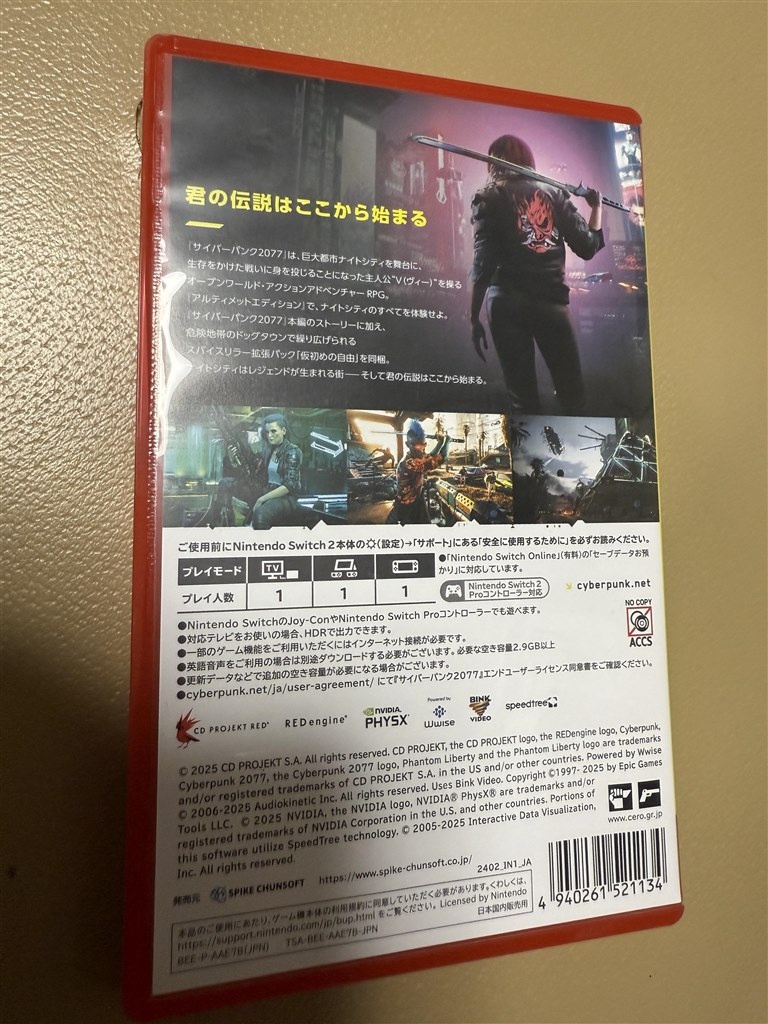 君の伝説はここから始まる
『サイバーパンク2077』は、巨大都市ナイトシティを舞台に、
生存をかけた戦いに身を投じることになった主人公“V(ヴィー)”を操る
オープンワールド・アクションアドベンチャーRPG。
『アルティメットエディション』で、ナイトシティのすべてを体験せよ。
『サイバーパンク2077』本編のストーリーに加え、
危険地帯のドッグタウンで繰り広げられる
スパイスリラー拡張パック「仮初めの自由」を同梱。
ナイトシティはレジェンドが生まれる街――そして君の伝説はここから始まる。
ご使用前にNintendo Switch 2本体の(設定)→「サポート」にある「安全に使用するために」を必ずお読みください。
プレイモード TV
プレイ人数 1 1 1
●「Nintendo Switch Online」(有料)の「セーブデータお預
かり」に対応しています。
Nintendo Switch 2
Proコントローラー対応
cyberpunk.net
●Nintendo SwitchのJoy-ConやNintendo Switch Proコントローラーでも遊べます。
●対応テレビをお使いの場合、HDRで出力できます。
●一部のゲーム機能をご利用いただくにはインターネット接続が必要です。
●英語音声をご利用の場合は別途ダウンロードする必要がございます。必要な空き容量2.9GB以上
●更新データなどで追加の空き容量が必要になる場合がございます。
●cyberpunk.net/ja/user-agreement/ にて『サイバーパンク2077』エンドユーザーライセンス同意書をご確認ください。
NO COPY
ACCS
CD PROJEKT RED®
REDengine®
NVIDIA.
PHYSX
Powered by
Wwise
BINK
VIDEO
speedtree
© 2025 CD PROJEKT S.A. All rights reserved. CD PROJEKT, the CD PROJEKT logo, the REDengine logo, Cyberpunk,
Cyberpunk 2077, the Cyberpunk 2077 logo, Phantom Liberty and the Phantom Liberty logo are trademarks
and/or registered trademarks of CD PROJEKT S.A. in the US and/or other countries. Powered by Wwise
© 2006-2025 Audiokinetic Inc. All rights reserved. Uses Bink Video. Copyright ©1997- 2025 by Epic Games
Tools LLC. © 2025 NVIDIA, the NVIDIA logo, NVIDIA® PhysX® are trademarks and/or
registered trademarks of NVIDIA Corporation in the U.S. and other countries. Portions of
this software utilize SpeedTree technology. © 2005-2025 Interactive Data Visualization,
Inc. All rights reserved.
www.cero.gr.jp
発売元 SPIKE CHUNSOFT https://www.spike-chunsoft.co.jp/ 2402_IN1_JA
本品のご使用にあたり、ゲーム機本体の利用規約に同意していただく必要があります。くわしくは、
https://support.nintendo.com/jp/bup.html をご覧ください。 Licensed by Nintendo
BEE-P-AAE7B(JPN) TSA-BEE-AAE7B-JPN 日本国内販売用
4 940261 521134